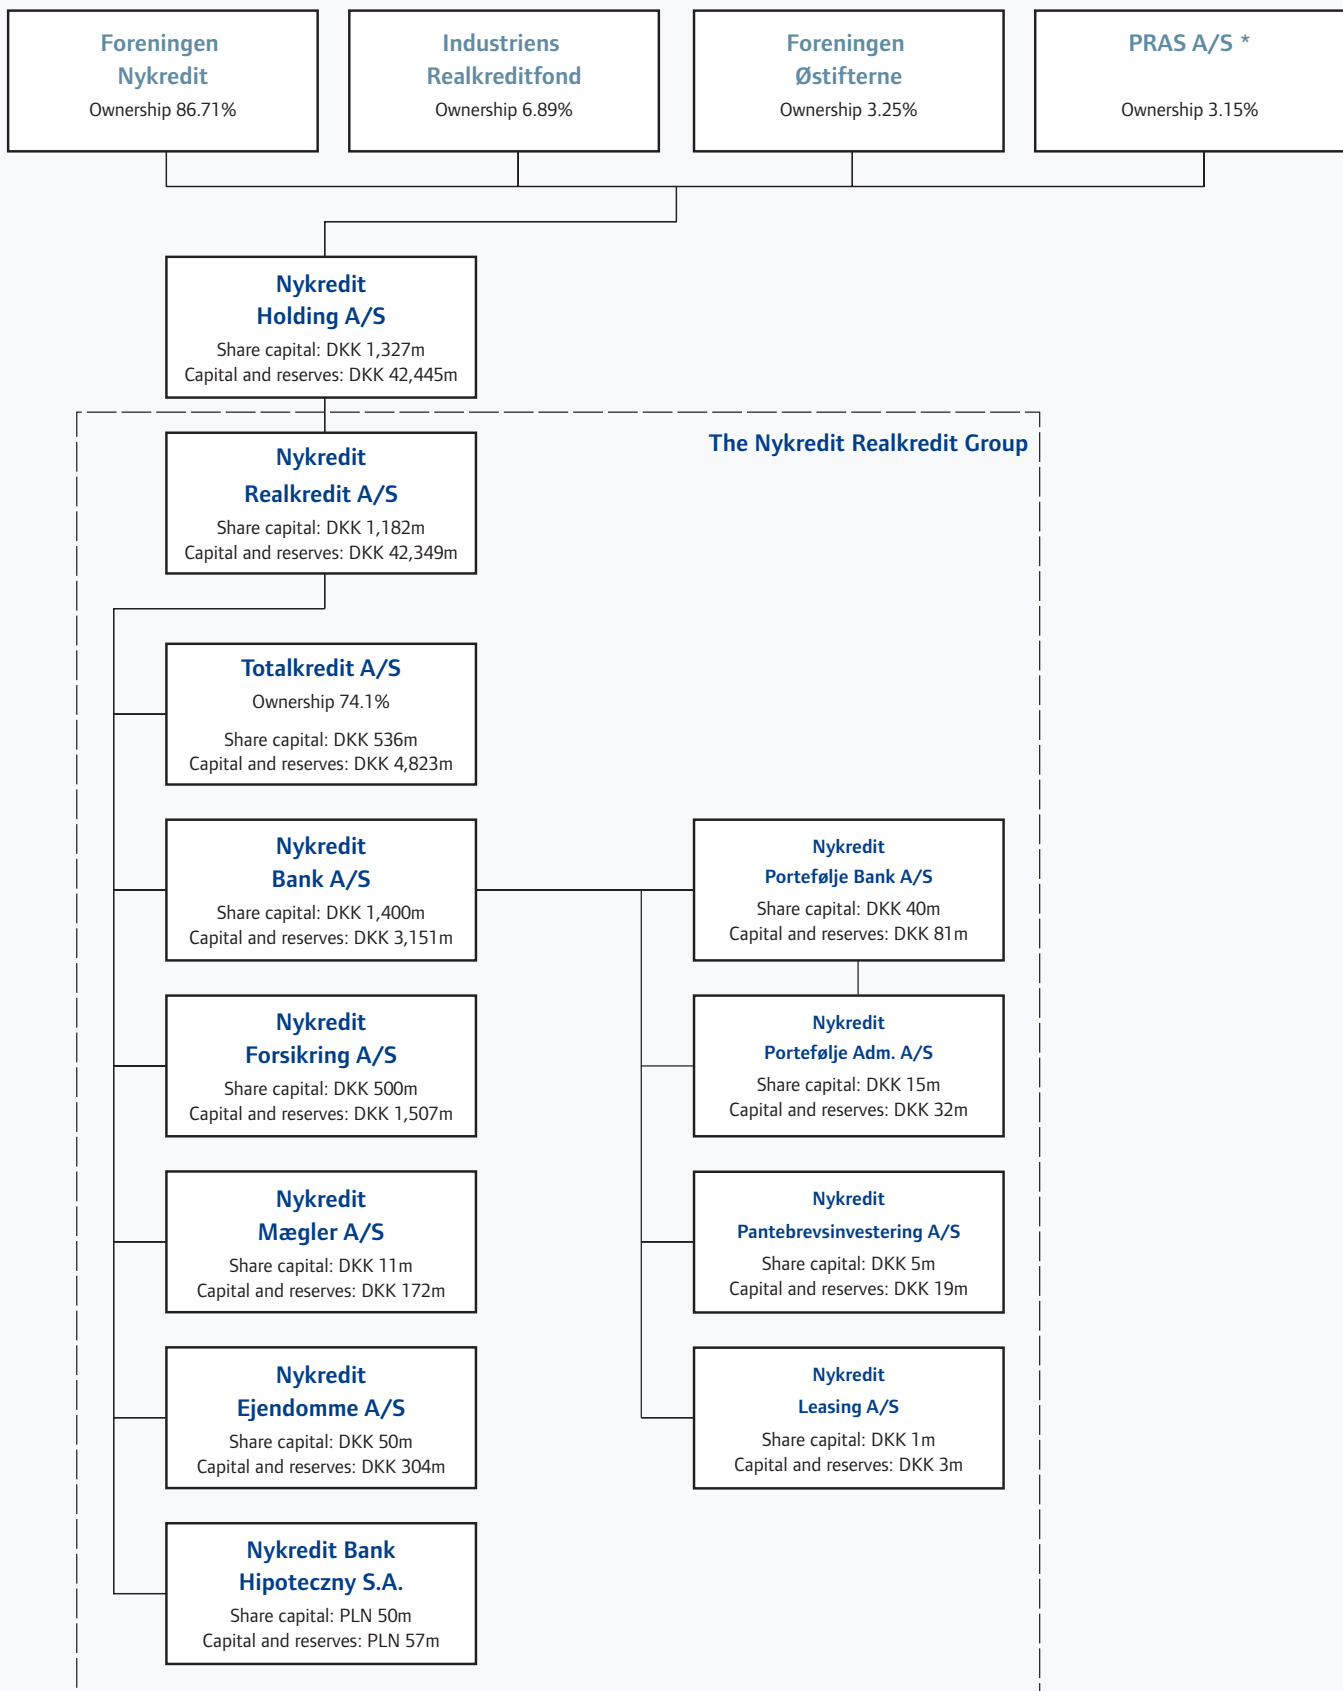 Foreningen
Nykredit
Ownership 86.71%
Industriens
Realkreditfond
Ownership 6.89%
Foreningen
Østifterne
Ownership 3.25%
PRAS A/S *
Ownership 3.15%
Nykredit
Holding A/S
Share capital: DKK 1,327m
Capital and reserves: DKK 42,445m
The Nykredit Realkredit Group
Nykredit
Realkredit A/S
Share capital: DKK 1,182m
Capital and reserves: DKK 42,349m
Totalkredit A/S
Ownership 74.1%
Share capital: DKK 536m
Capital and reserves: DKK 4,823m
Nykredit
Bank A/S
Share capital: DKK 1,400m
Capital and reserves: DKK 3,151m
Nykredit
Portefølje Bank A/S
Share capital: DKK 40m
Capital and reserves: DKK 81m
Nykredit
Forsikring A/S
Share capital: DKK 500m
Capital and reserves: DKK 1,507m
Nykredit
Portefølje Adm. A/S
Share capital: DKK 15m
Capital and reserves: DKK 32m
Nykredit
Mægler A/S
Share capital: DKK 11m
Capital and reserves: DKK 172m
Nykredit
Pantebrevsinvestering A/S
Share capital: DKK 5m
Capital and reserves: DKK 19m
Nykredit
Ejendomme A/S
Share capital: DKK 50m
Capital and reserves: DKK 304m
Nykredit
Leasing A/S
Share capital: DKK 1m
Capital and reserves: DKK 3m
Nykredit Bank
Hipoteczny S.A.
Share capital: PLN 50m
Capital and reserves: PLN 57m